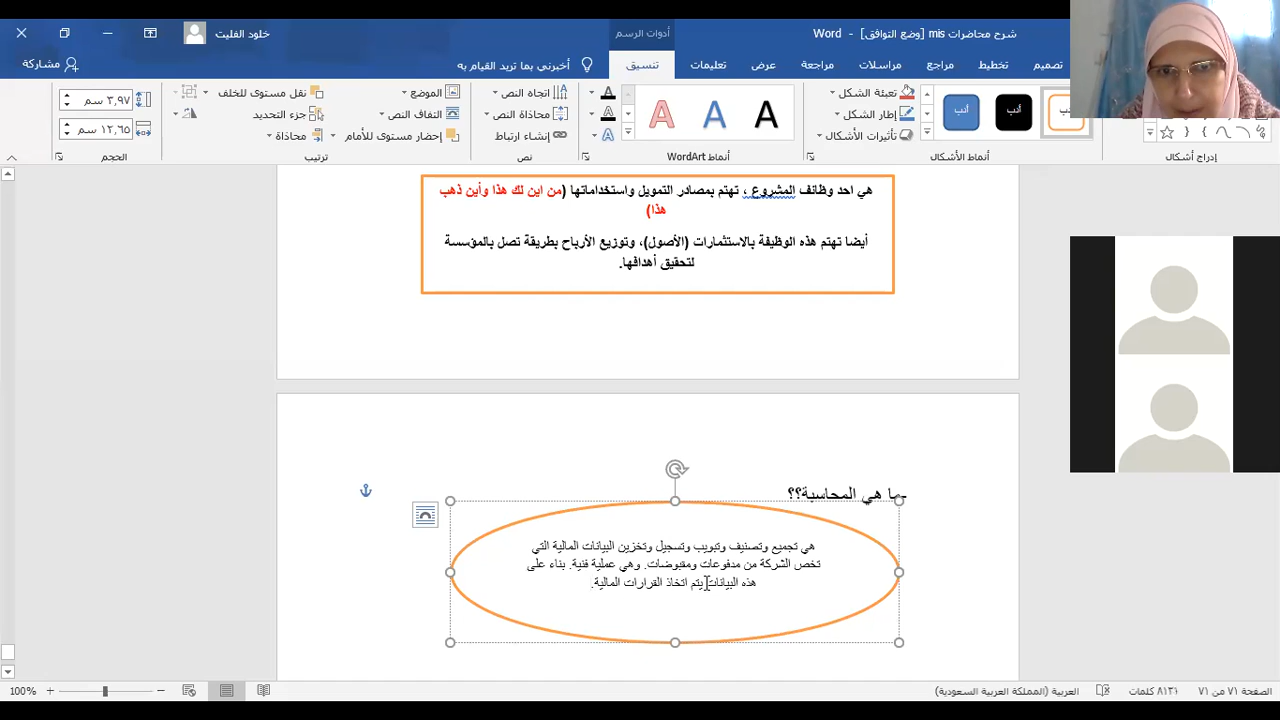 شرح محاضرات mis [وضع التوافق] - Word
أدوات الرسم
خلود الفليت
تصميم
تخطيط
مراجع
مراسلات
مراجعة
عرض
تعليمات
تنسيق
أخبرني بما تريد القيام به
مشاركة
أنب
أنب
تعبئة الشكل
إطار الشكل
تأثيرات الأشكال
A
A
A
اتجاه النص
محاذاة النص
إنشاء ارتباط
الموضع
التفاف النص
إحضار مستوى للأمام
نقل مستوى للخلف
جزء التحديد
محاذاة
٣,٩٧ سم
١٢,٦٥ سم
إدراج أشكال
أنماط الأشكال
أنماط WordArt
نص
ترتيب
الحجم
هي احد وظائف المشروع ، تهتم بمصادر التمويل واستخداماتها (من اين لك هذا وأين ذهب
هذا)
أيضا تهتم هذه الوظيفة بالاستثمارات (الأصول)، وتوزيع الأرباح بطريقة تصل بالمؤسسة
لتحقيق أهدافها.
-ما هي المحاسبة؟؟
هي تجميع وتصنيف وتبويب وتسجيل وتخزين البيانات المالية التي
تخص الشركة من مدفوعات ومقبوضات. وهي عملية فنية. بناء على
هذه البيانات يتم اتخاذ القرارات المالية.
الصفحة ٧١ من ٧١
٨١٣٦ كلمات
العربية (المملكة العربية السعودية)
100%